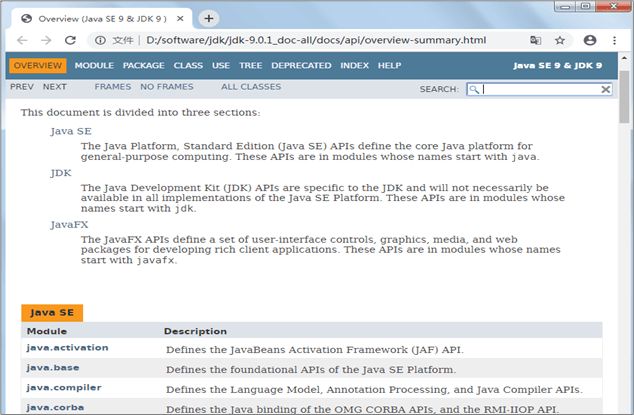 Overview (Java SE 9 & JDK 9 )
文件 D:/software/jdk/jdk-9.0.1_doc-all/docs/api/overview-summary.html
OVERVIEW MODULE PACKAGE CLASS USE TREE DEPRECATED INDEX HELP Java SE 9 & JDK 9
PREV NEXT FRAMES NO FRAMES ALL CLASSES SEARCH:
This document is divided into three sections:
Java SE
The Java Platform, Standard Edition (Java SE) APIs define the core Java platform for
general-purpose computing. These APIs are in modules whose names start with java.
JDK
The Java Development Kit (JDK) APIs are specific to the JDK and will not necessarily be
available in all implementations of the Java SE Platform. These APIs are in modules whose
names start with jdk.
JavaFX
The JavaFX APIs define a set of user-interface controls, graphics, media, and web
packages for developing rich client applications. These APIs are in modules whose names
start with javafx.
Java SE
Module Description
java.activation Defines the JavaBeans Activation Framework (JAF) API.
java.base Defines the foundational APIs of the Java SE Platform.
java.compiler Defines the Language Model, Annotation Processing, and Java Compiler APIs.
java.corba Defines the Java binding of the OMG CORBA APIs, and the RMI-IIOP API.